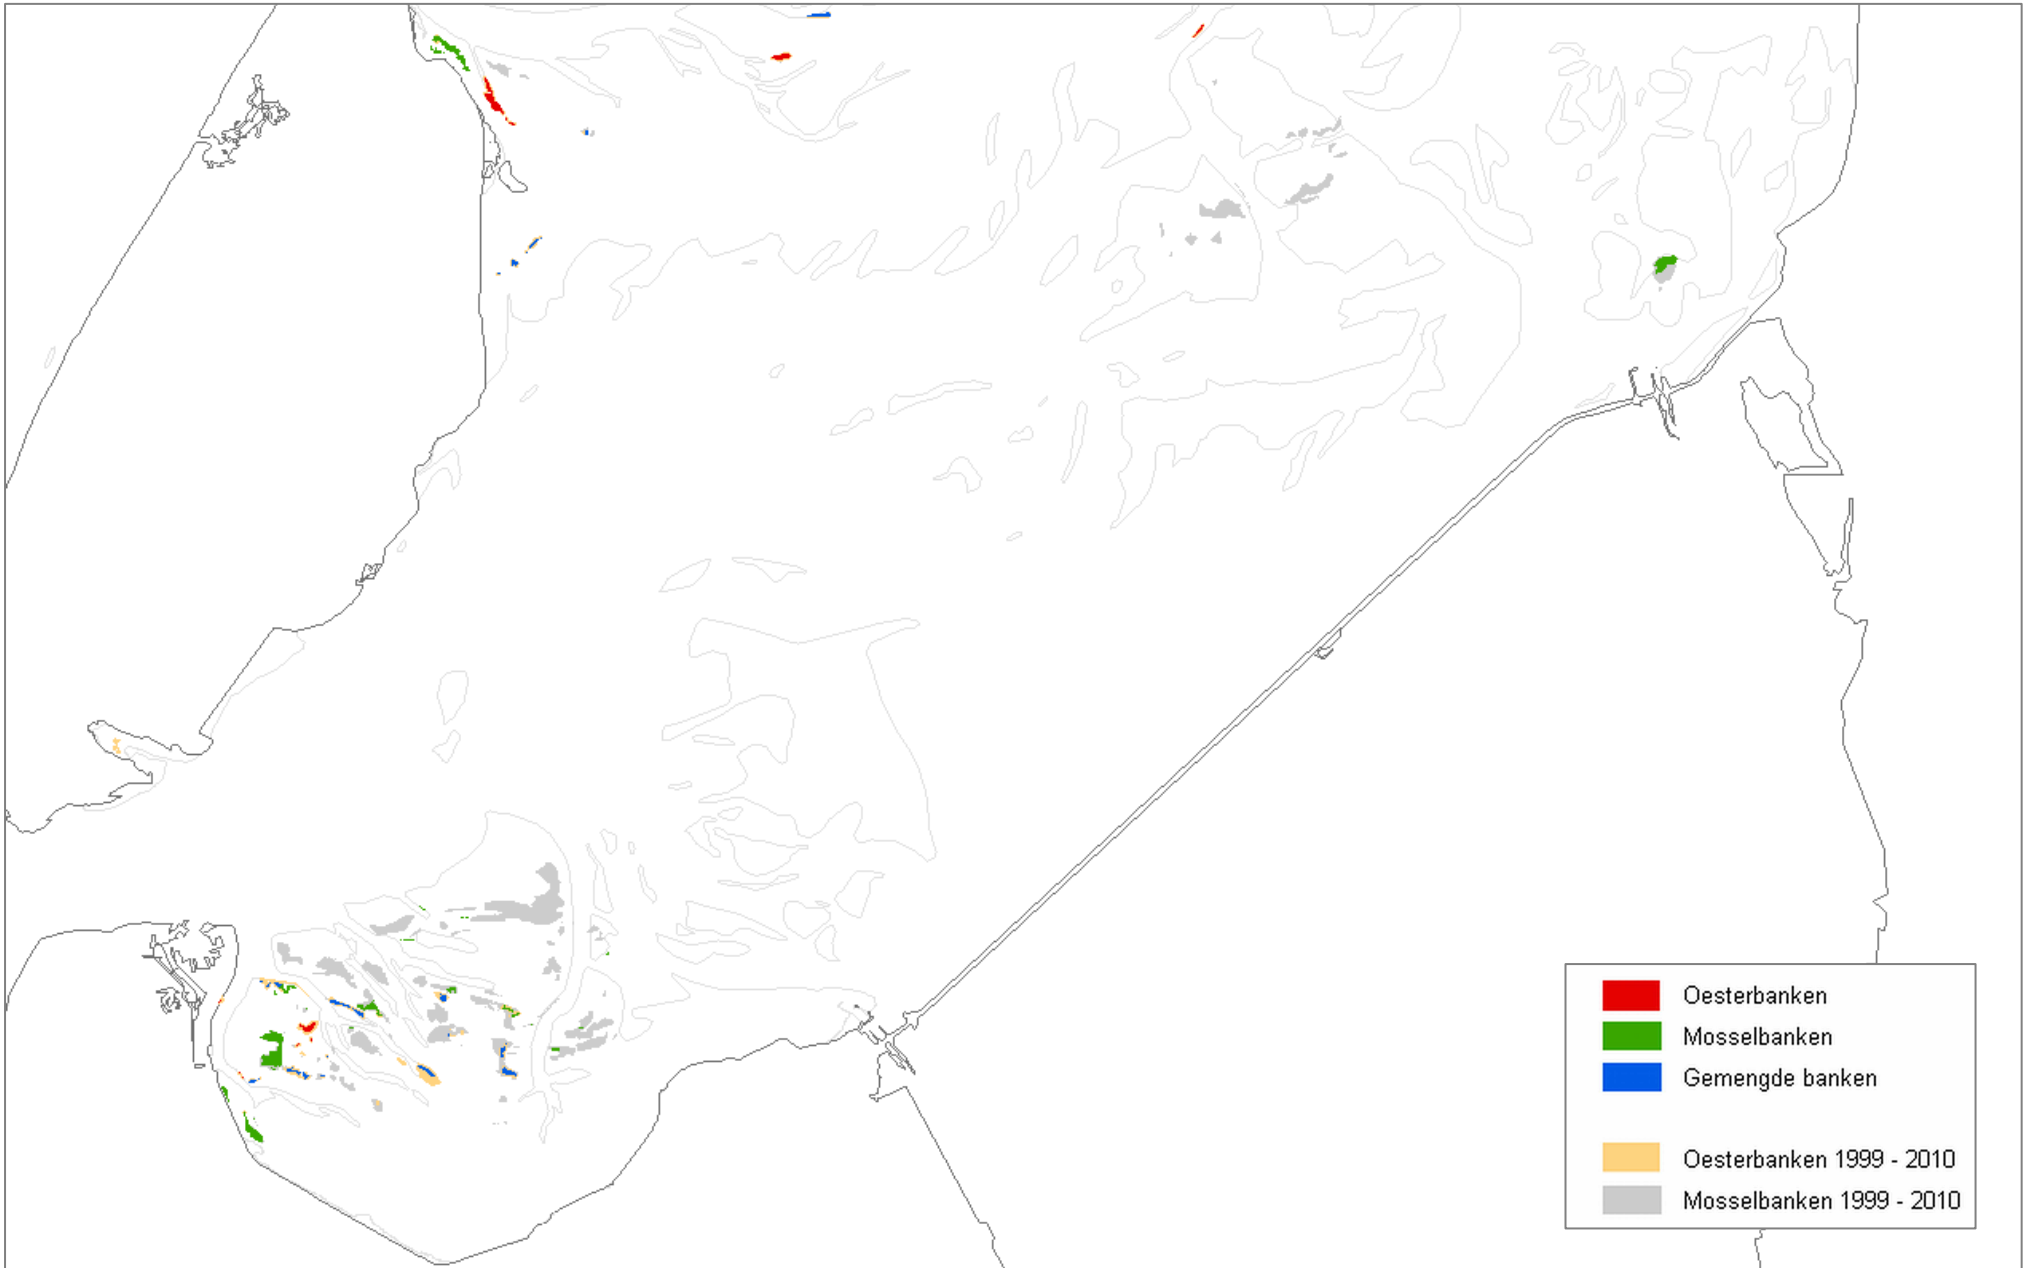 Oesterbanken
Mosselbanken
Gemengde banken
Oesterbanken 1999 - 2010
Mosselbanken 1999 - 2010